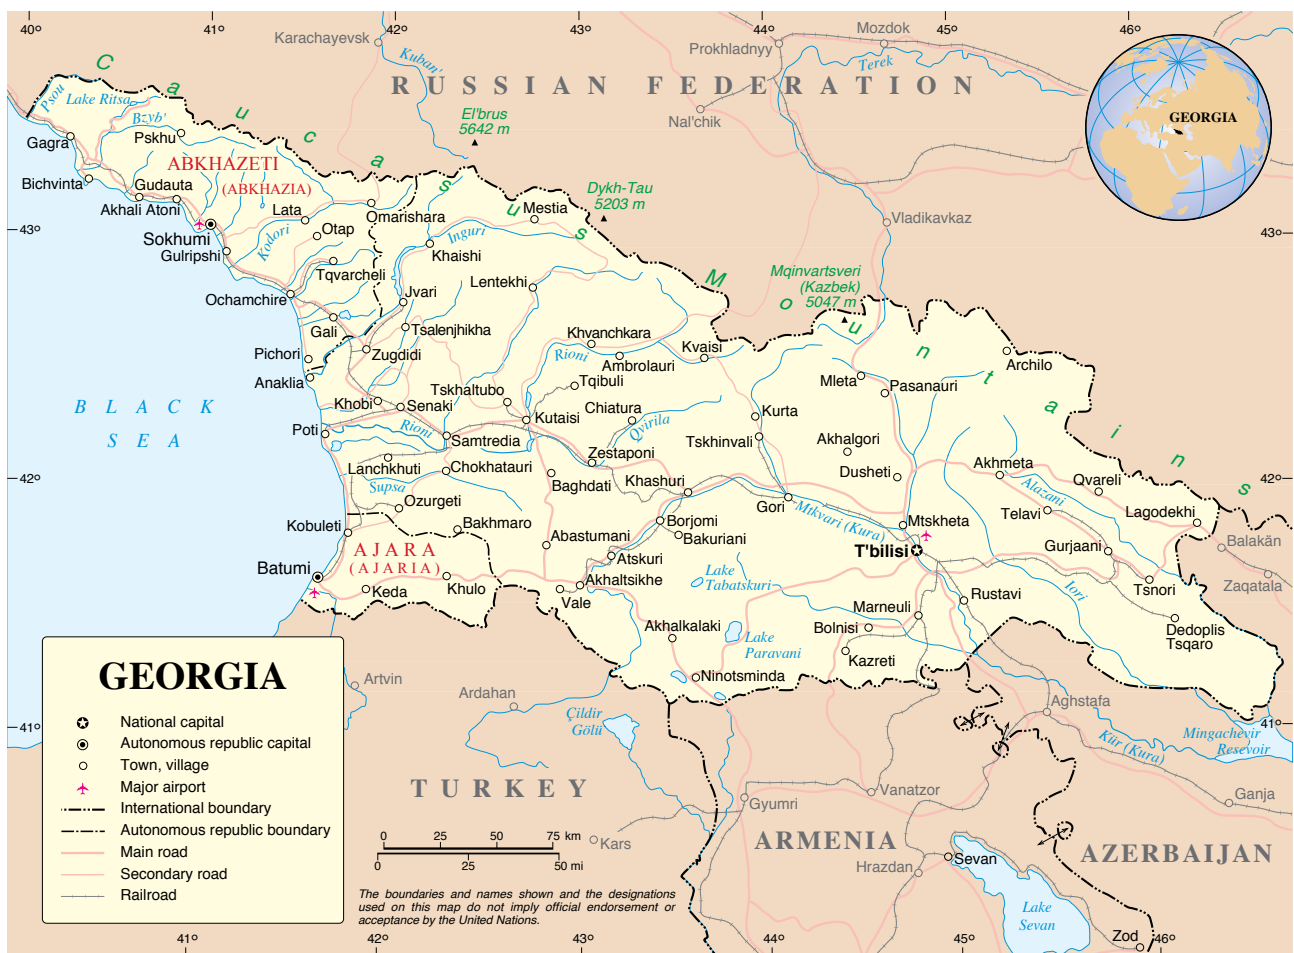 40°
41°
42°
43°
44°
45°
46°
Karachayevsk
Kuban'
Prokhladnyy
Mozdok
Terek
RUSSIAN FEDERATION
Nal'chik
Caucasus Mountains
El'brus
5642 m
Dykh-Tau
5203 m
Mqinvartsveri
(Kazbek)
5047 m
Vladikavkaz
GEORGIA
Psou
Lake Ritsa
Bzyb'
Pskhu
Gagra
ABKHAZETI
(ABKHAZIA)
Bichvinta
Gudauta
Akhali Atoni
Lata
Omarishara
Mestia
Sokhumi
Kodori
Otap
Inguri
Khaishi
Gulripshi
43°
43°
Tqvarcheli
Lentekhi
Jvari
Ochamchire
Gali
Tsalenjhikha
Khvanchkara
Kvaisi
Pichori
Zugdidi
Rioni
Ambrolauri
Archilo
Anaklia
Tqibuli
Mleta
Pasanauri
Tskhaltubo
Khobi
Senaki
Kutaisi
Chiatura
Kurta
BLACK
SEA
Poti
Rioni
Samtredia
Qvirila
Tskhinvali
Akhalgori
Zestaponi
Lanchkhuti
Chokhatauri
Dusheti
Akhmeta
Qvareli
42°
42°
Supsa
Baghdati
Khashuri
Alazani
Ozurgeti
Gori
Mtkvari (Kura)
Telavi
Lagodekhi
Kobuleti
Bakhmaro
Borjomi
Mtskheta
Bakuriani
Abastumani
T'bilisi
Gurjaani
Balakän
AJARA
(AJARIA)
Atskuri
Batumi
Akhaltsikhe
Lake
Tabatskuri
Zaqatala
Keda
Khulo
Vale
Iori
Tsnori
Rustavi
Marneuli
Akhalkalaki
Bolnisi
Dedoplis
Tsqaro
Lake
Paravani
Kazreti
Ninotsminda
Artvin
Ardahan
Aghstafa
Çildir
Gölü
41°
41°
Kür (Kura)
Mingachevir
Resevoir
TURKEY
Gyumri
Vanatzor
Ganja
Kars
ARMENIA
AZERBAIJAN
Hrazdan
Sevan
Lake
Sevan
Zod
GEORGIA
National capital
Autonomous republic capital
Town, village
Major airport
International boundary
Autonomous republic boundary
Main road
Secondary road
Railroad
0 25 50 75 km
0 25 50 mi
The boundaries and names shown and the designations
used on this map do not imply official endorsement or
acceptance by the United Nations.
41°
42°
43°
44°
45°
46°